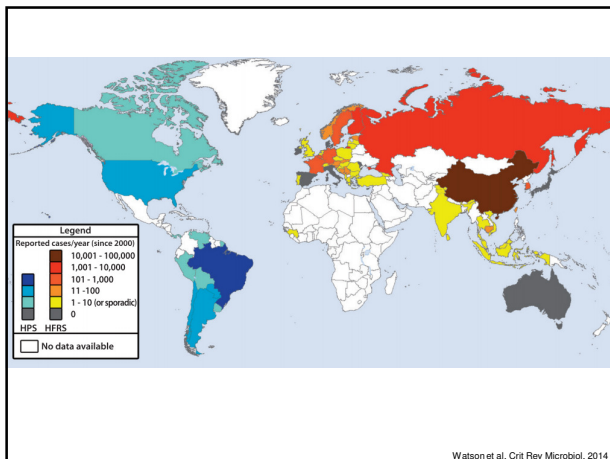 Legend
Reported cases/year (since 2000)
10,001 - 100,000
1,001 - 10,000
101 - 1,000
11 -100
1 - 10 (or sporadic)
0
HPS HFRS
No data available
Watson et al, Crit Rev Microbiol, 2014